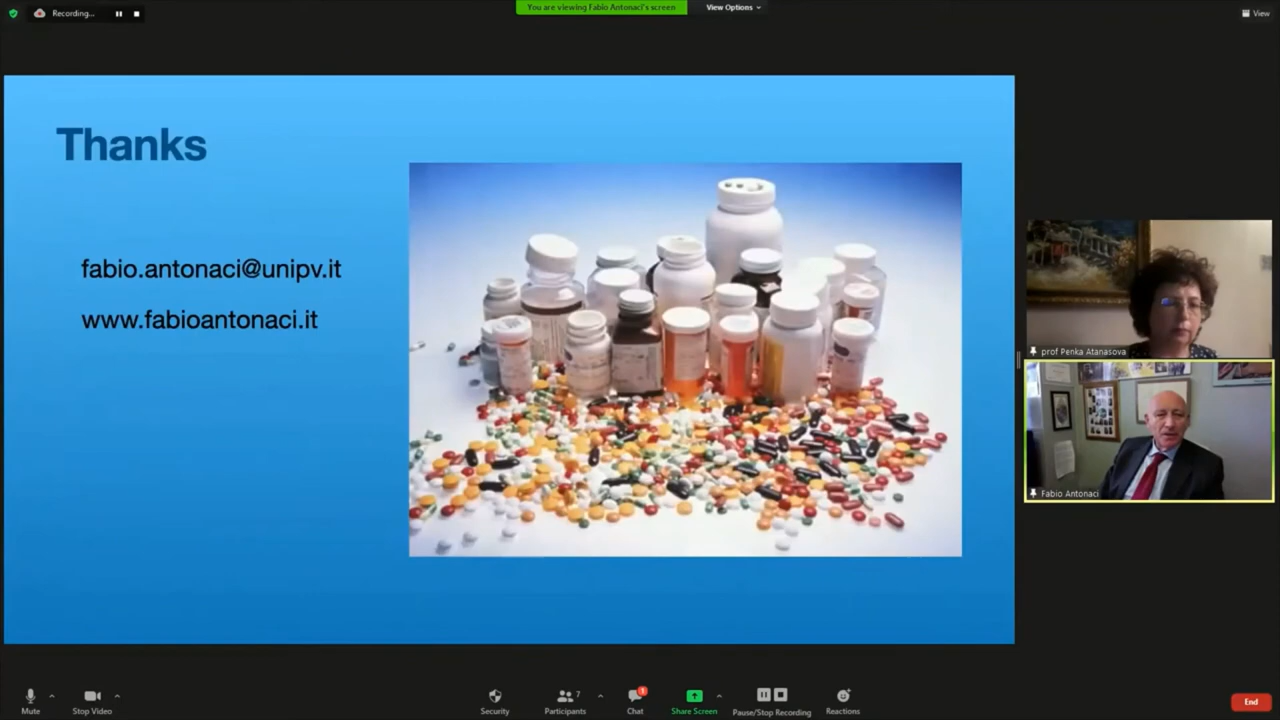 Recording...
You are viewing Fabio Antonaci's screen
View Options
View
Thanks
fabio.antonaci@unipv.it
www.fabioantonaci.it
prof Penka Atanasova
Fabio Antonaci
Mute
Stop Video
Security
Participants
7
Chat
1
Share Screen
Pause/Stop Recording
Reactions
End